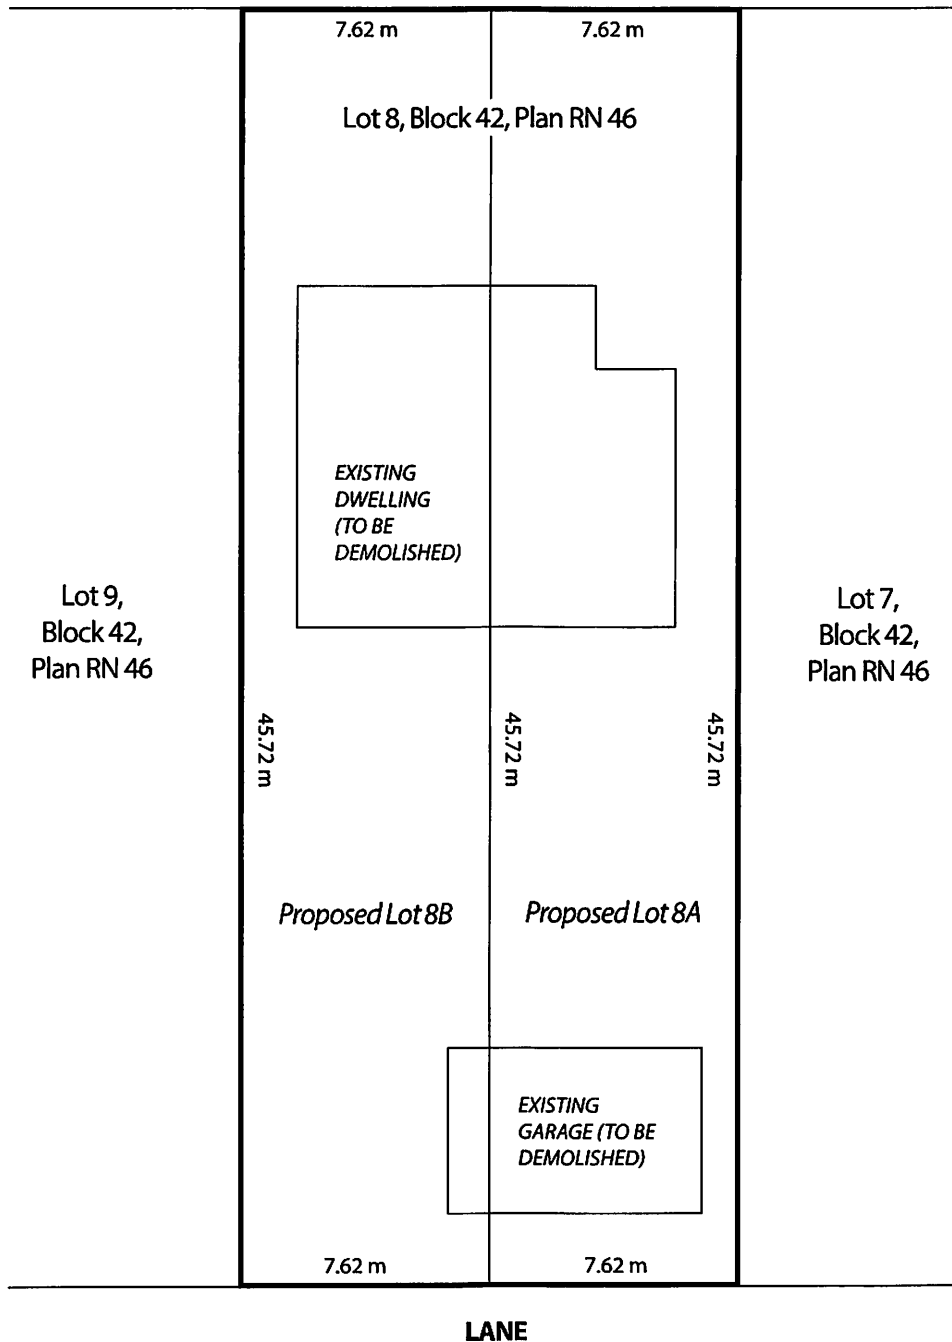 7.62 m
7.62 m
Lot 8, Block 42, Plan RN 46
EXISTING
DWELLING
(TO BE
DEMOLISHED)
Lot 9,
Block 42,
Plan RN 46
Lot 7,
Block 42,
Plan RN 46
45.72 m
45.72 m
45.72 m
Proposed Lot 8B
Proposed Lot 8A
EXISTING
GARAGE (TO BE
DEMOLISHED)
7.62 m
7.62 m
LANE